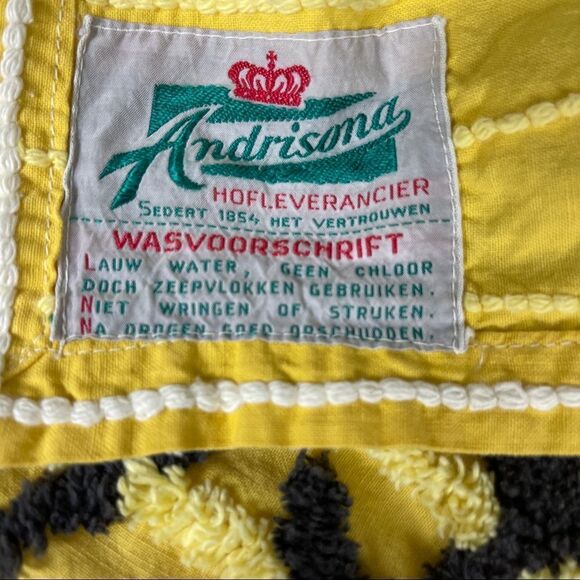 Andrisona
HOFLEVERANCIER
SEDERT 1854 HET VERTROUWEN
WASVOORSCHRIFT
LAUW WATER, GEEN CHLOOR
DOCH ZEEPVLOKKEN GEBRUIKEN.
NIET WRINGEN OF STRIJKEN.
NA DROGEN GOED OPSCHUDDEN.